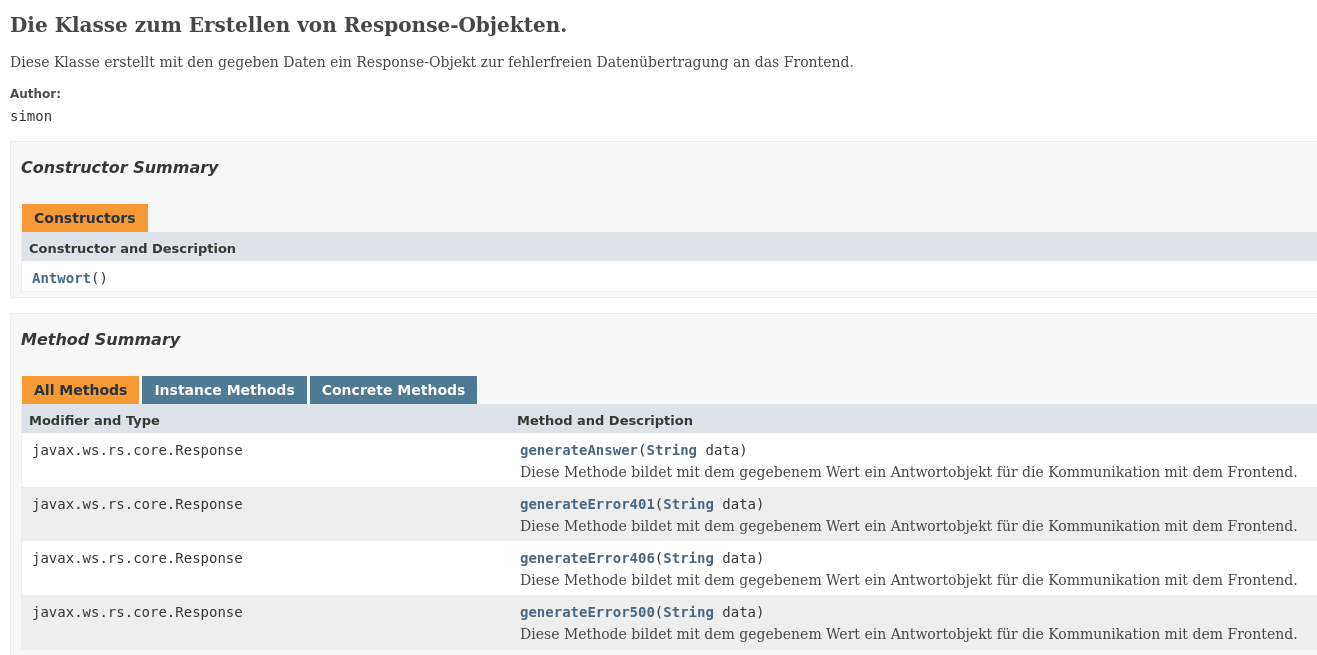 Die Klasse zum Erstellen von Response-Objekten.
Diese Klasse erstellt mit den gegeben Daten ein Response-Objekt zur fehlerfreien Datenübertragung an das Frontend.
Author:
simon
Constructor Summary
Constructors
Constructor and Description
Antwort()
Method Summary
All Methods Instance Methods Concrete Methods
Modifier and Type Method and Description
javax.ws.rs.core.Response generateAnswer(String data)
Diese Methode bildet mit dem gegebenem Wert ein Antwortobjekt für die Kommunikation mit dem Frontend.
javax.ws.rs.core.Response generateError401(String data)
Diese Methode bildet mit dem gegebenem Wert ein Antwortobjekt für die Kommunikation mit dem Frontend.
javax.ws.rs.core.Response generateError406(String data)
Diese Methode bildet mit dem gegebenem Wert ein Antwortobjekt für die Kommunikation mit dem Frontend.
javax.ws.rs.core.Response generateError500(String data)
Diese Methode bildet mit dem gegebenem Wert ein Antwortobjekt für die Kommunikation mit dem Frontend.